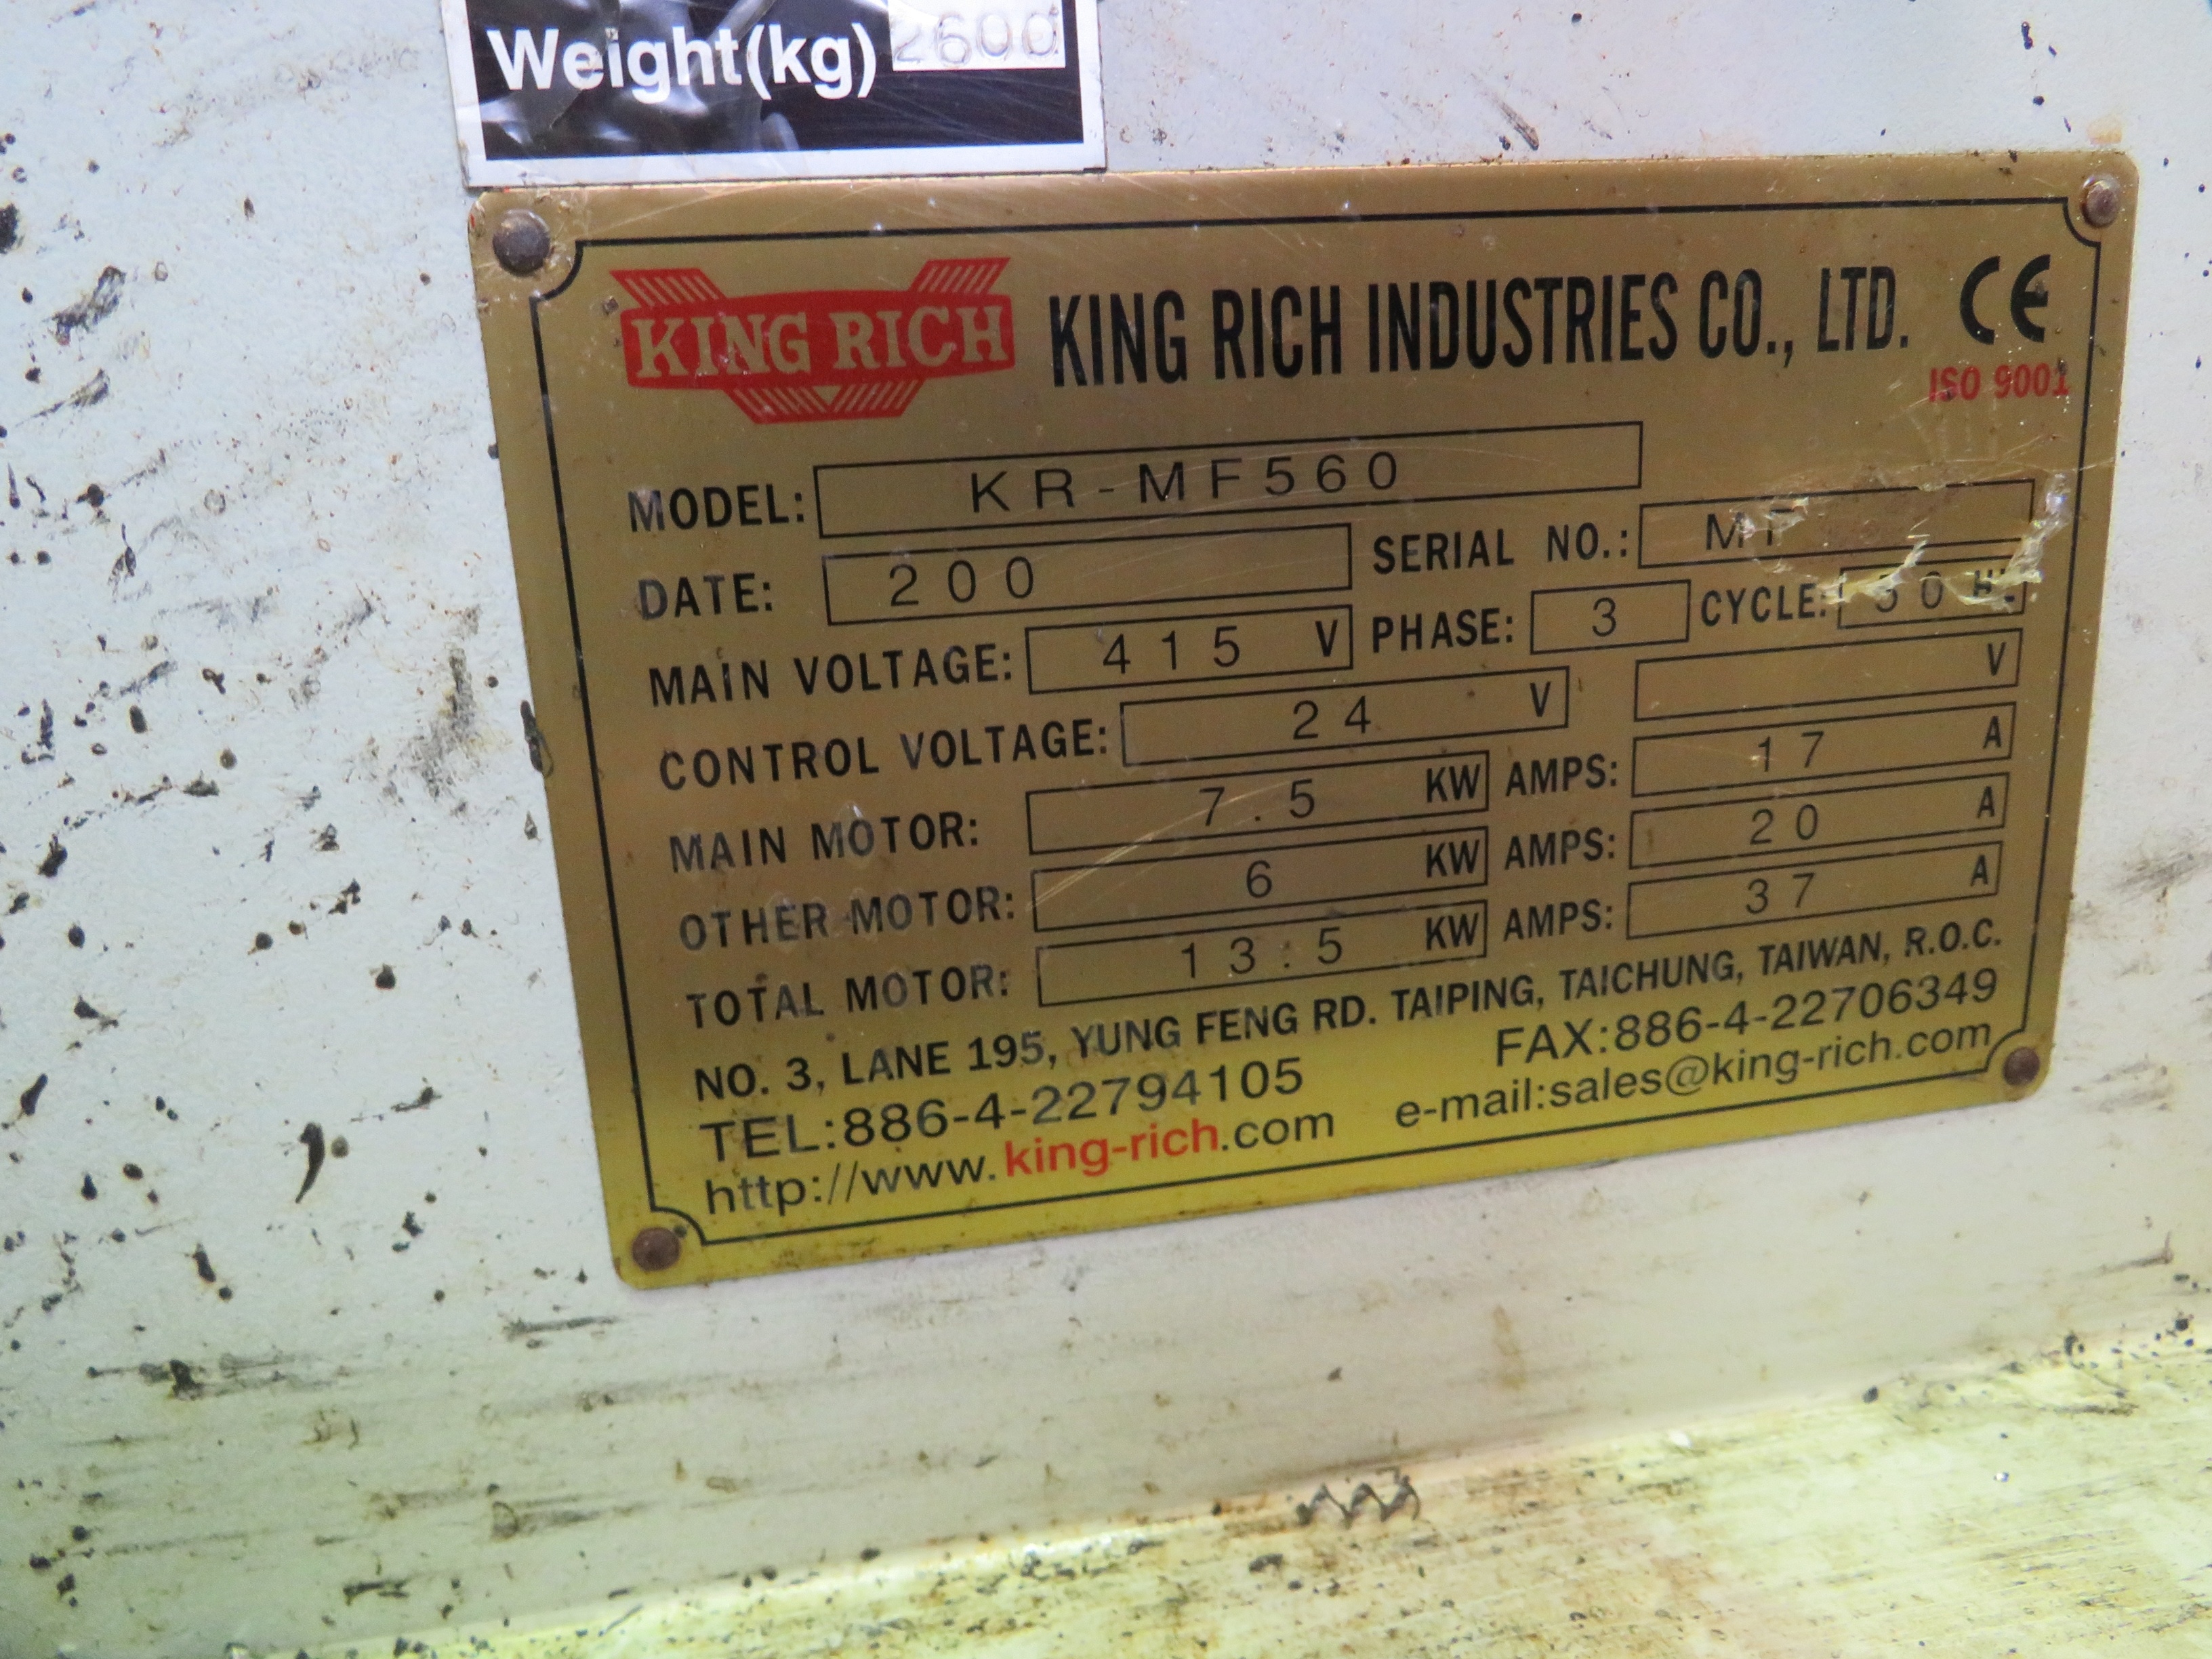 Weight(kg) 2600
KING RICH KING RICH INDUSTRIES CO., LTD. CE
ISO 9001
MODEL: KR-MF560
DATE: 200 SERIAL NO.:
MAIN VOLTAGE: 415 V PHASE: 3 CYCLE:
CONTROL VOLTAGE: 24 V V
MAIN MOTOR: 7.5 KW AMPS: 17 A
OTHER MOTOR: 6 KW AMPS: 20 A
TOTAL MOTOR: 13.5 KW AMPS: 37 A
NO. 3, LANE 195, YUNG FENG RD. TAIPING, TAICHUNG, TAIWAN, R.O.C.
TEL:886-4-22794105 FAX:886-4-22706349
http://www.king-rich.com e-mail:sales@king-rich.com